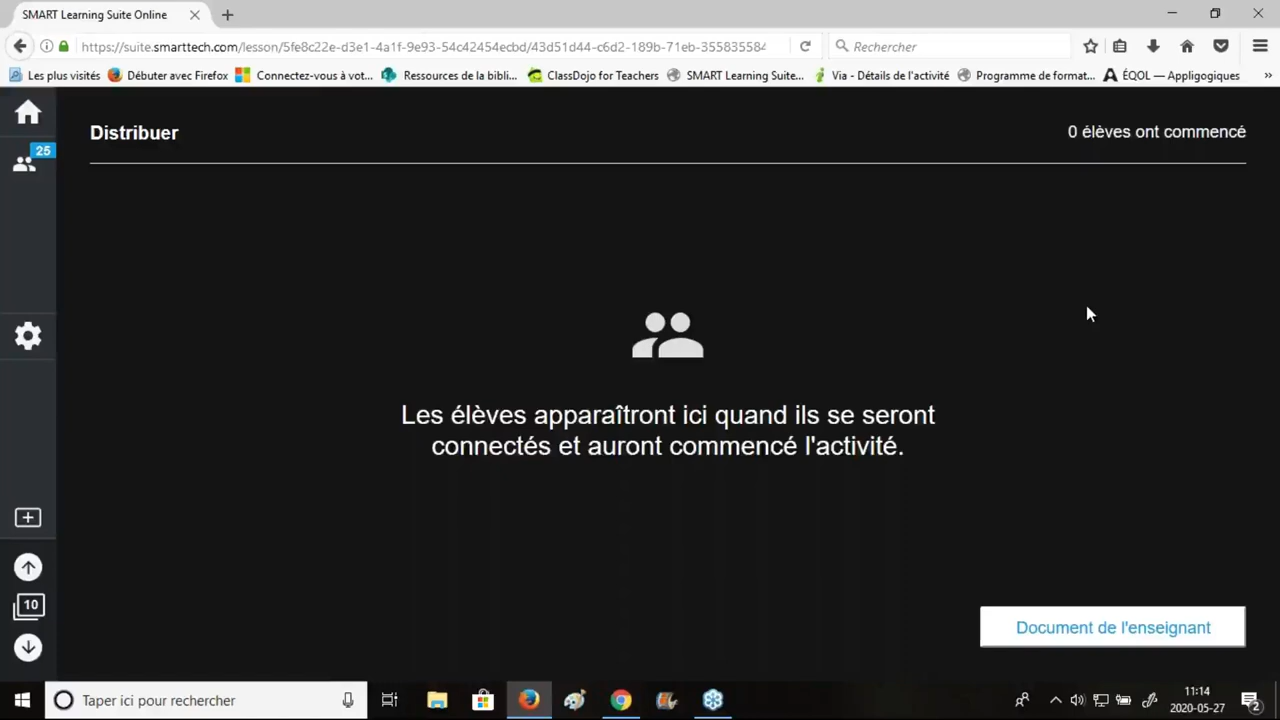 SMART Learning Suite Online
https://suite.smarttech.com/lesson/5fe8c22e-d3e1-4a1f-9e93-54c42454ecbd/43d51d44-c6d2-189b-71eb-355835584
Rechercher
Les plus visités
Débuter avec Firefox
Connectez-vous à vot...
Ressources de la bibli...
ClassDojo for Teachers
SMART Learning Suite...
Via - Détails de l'activité
Programme de format...
ÉQOL — Appligogiques
Distribuer
0 élèves ont commencé
25
Les élèves apparaîtront ici quand ils se seront
connectés et auront commencé l'activité.
10
Document de l'enseignant
Taper ici pour rechercher
11:14
2020-05-27
2